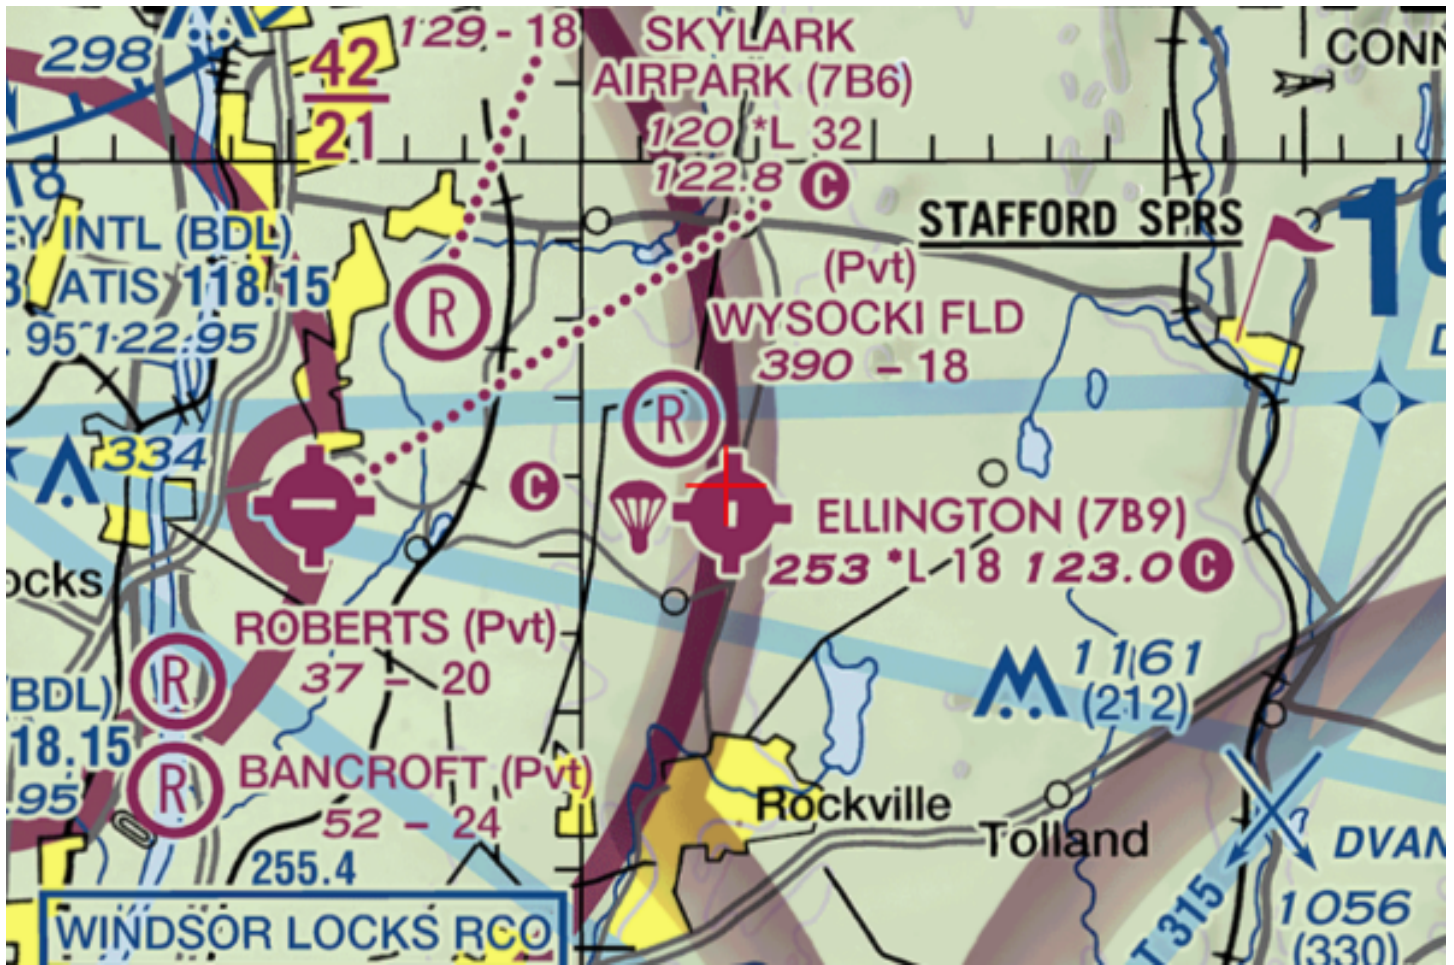 298
42
21
129 - 18
SKYLARK
AIRPARK (7B6)
120 *L 32
122.8 C
CONN
18
EY INTL (BDL)
ATIS 118.15
95 122.95
R
STAFFORD SPRS
16
(Pvt)
WYSOCKI FLD
390 - 18
R
334
C
ELLINGTON (7B9)
253 *L 18 123.0 C
ocks
ROBERTS (Pvt)
37 - 20
R
(BDL)
18.15
.95
BANCROFT (Pvt)
52 - 24
R
1161
(212)
Rockville
Tolland
255.4
WINDSOR LOCKS RCO
DVAN
1056
(330)
T 315